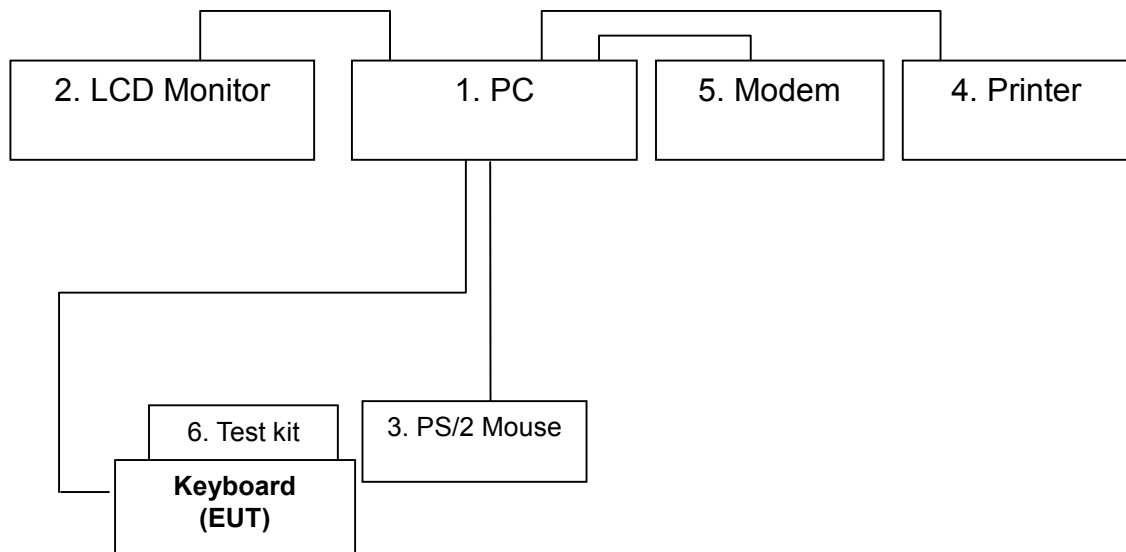 2. LCD Monitor
1. PC
5. Modem
4. Printer
6. Test kit
3. PS/2 Mouse
Keyboard
(EUT)